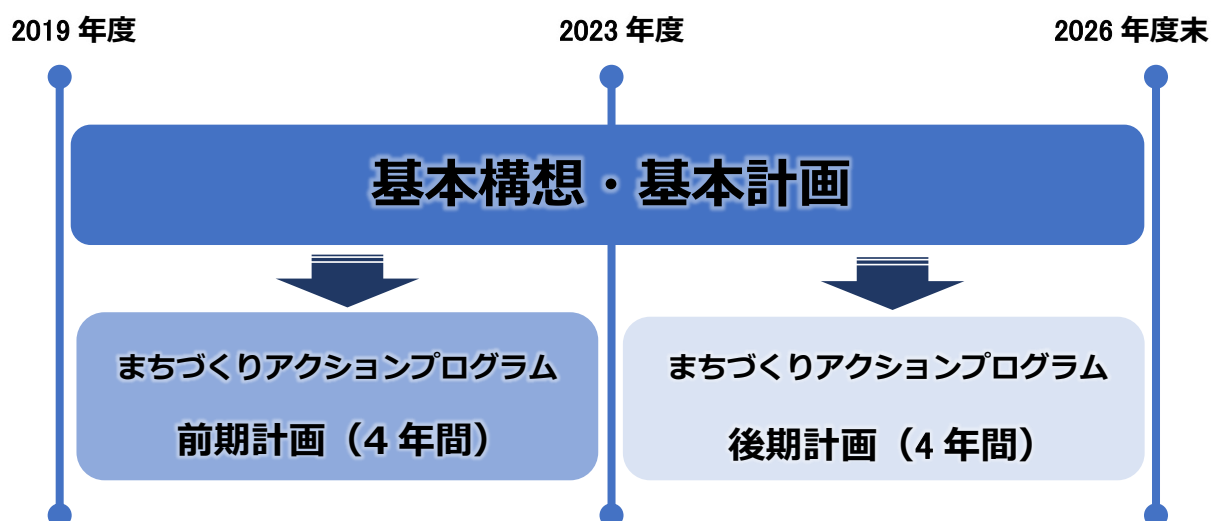 2019 年度
2023 年度
2026 年度末
基本構想・基本計画
まちづくりアクションプログラム
前期計画（4 年間）
まちづくりアクションプログラム
後期計画（4 年間）